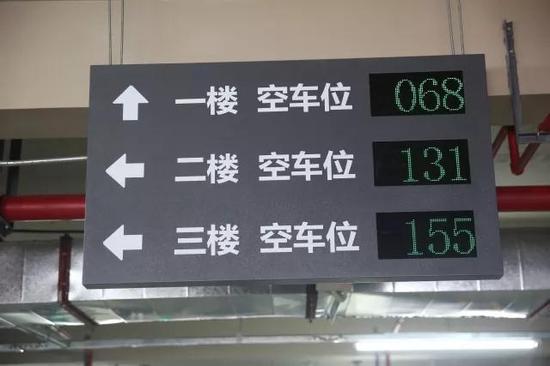 一楼 空车位 068
二楼 空车位 131
三楼 空车位 155